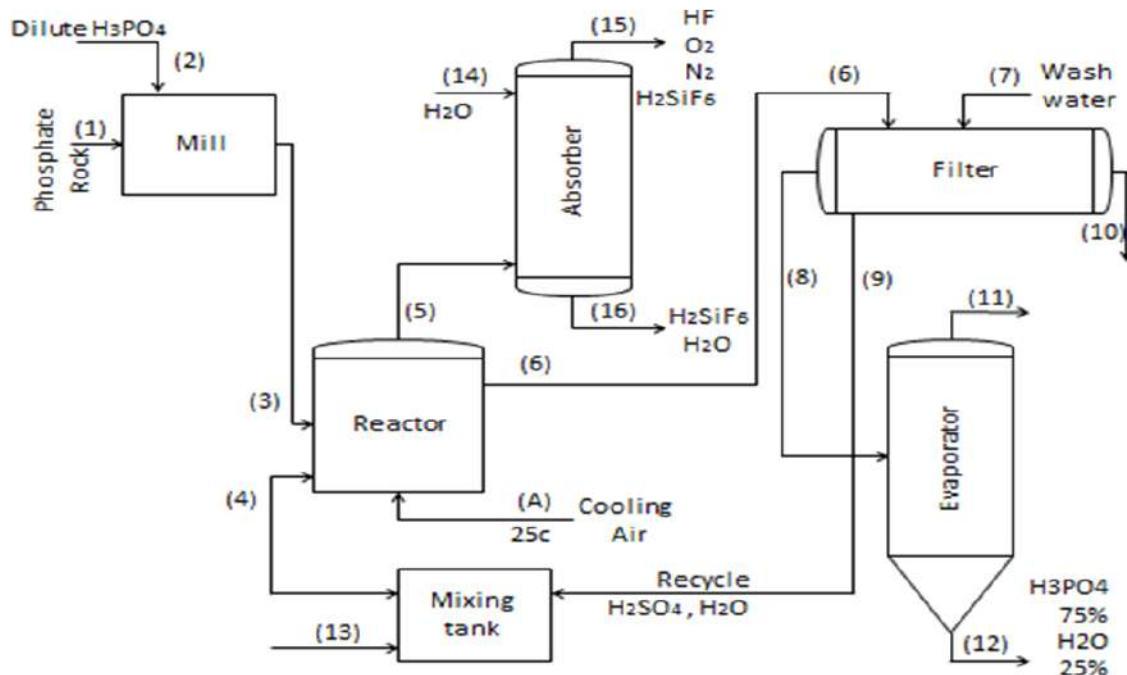 Dilute H3PO4
(2)
Phosphate
Rock
(1)
Mill
(3)
(14)
H2O
Absorber
(15)
HF
O2
N2
H2SiF6
(5)
(16)
H2SiF6
H2O
(6)
(7)
Wash
water
Filter
(10)
(8)
(9)
(6)
Reactor
(4)
(A)
25c
Cooling
Air
(11)
Evaporator
Mixing
tank
Recycle
H2SO4 , H2O
(13)
(12)
H3PO4
75%
H2O
25%